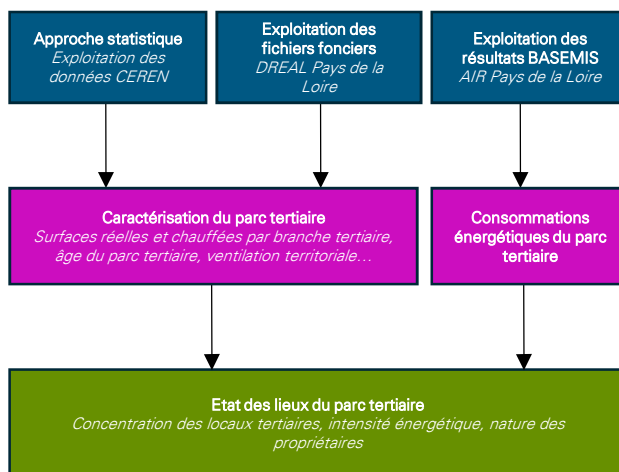 Approche statistique
Exploitation des
données CEREN
Exploitation des
fichiers fonciers
DREAL Pays de la
Loire
Exploitation des
résultats BASEMIS
AIR Pays de la Loire
Caractérisation du parc tertiaire
Surfaces réelles et chauffées par branche tertiaire,
âge du parc tertiaire, ventilation territoriale…
Consommations
énergétiques du parc
tertiaire
Etat des lieux du parc tertiaire
Concentration des locaux tertiaires, intensité énergétique, nature des
propriétaires